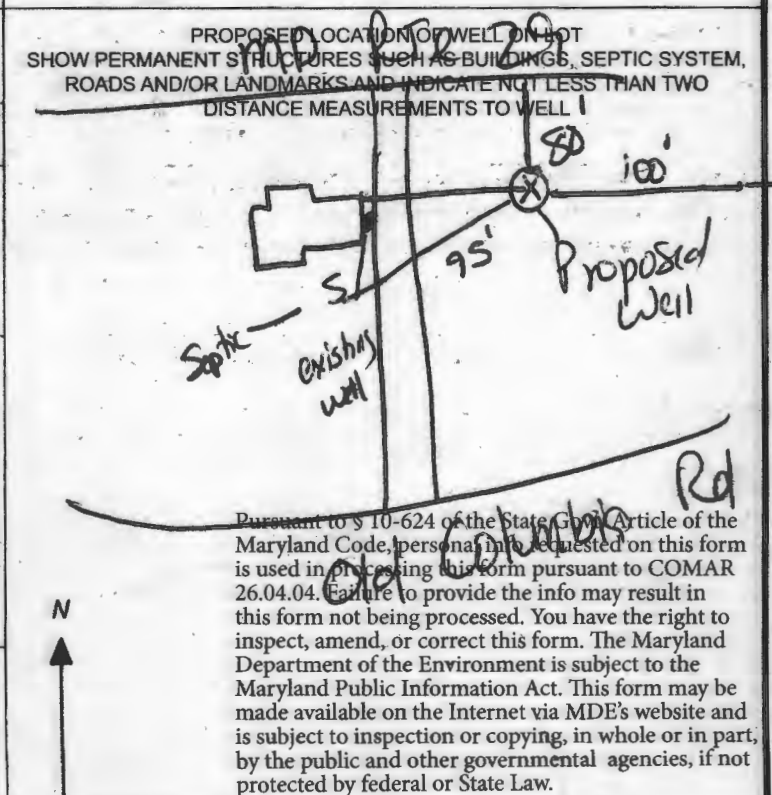 PROPOSED LOCATION OF WELL ON LOT
SHOW PERMANENT STRUCTURES SUCH AS BUILDINGS, SEPTIC SYSTEM,
ROADS AND/OR LANDMARKS AND INDICATE NOT LESS THAN TWO
DISTANCE MEASUREMENTS TO WELL
MD RTE 291
80'
100'
X
95'
Proposed
Well
S
Septic
existing
well
Old Columbia Rd
Pursuant to § 10-624 of the State Govt. Article of the
Maryland Code, personal info requested on this form
is used in processing this form pursuant to COMAR
26.04.04. Failure to provide the info may result in
this form not being processed. You have the right to
inspect, amend, or correct this form. The Maryland
Department of the Environment is subject to the
Maryland Public Information Act. This form may be
made available on the Internet via MDE's website and
is subject to inspection or copying, in whole or in part,
by the public and other governmental agencies, if not
protected by federal or State Law.
N